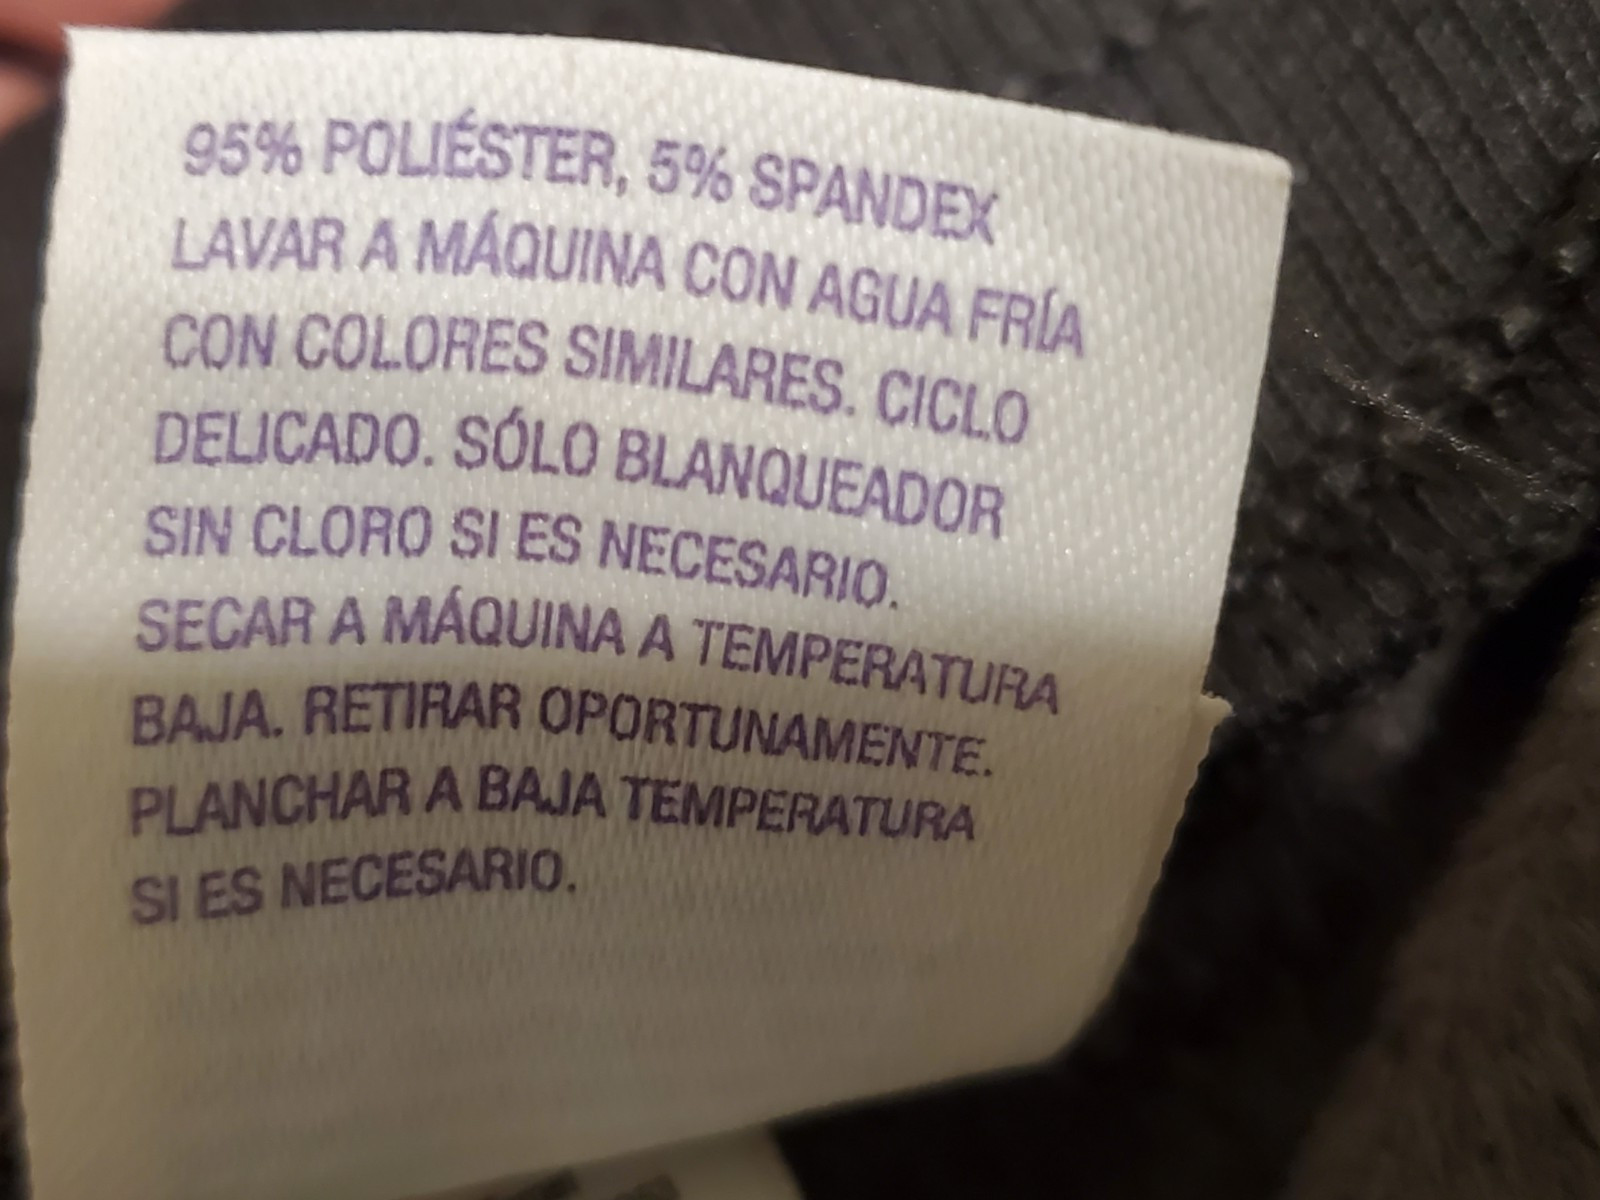 95% POLIÉSTER, 5% SPANDEX
LAVAR A MÁQUINA CON AGUA FRÍA
CON COLORES SIMILARES. CICLO
DELICADO. SÓLO BLANQUEADOR
SIN CLORO SI ES NECESARIO.
SECAR A MÁQUINA A TEMPERATURA
BAJA. RETIRAR OPORTUNAMENTE.
PLANCHAR A BAJA TEMPERATURA
SI ES NECESARIO.